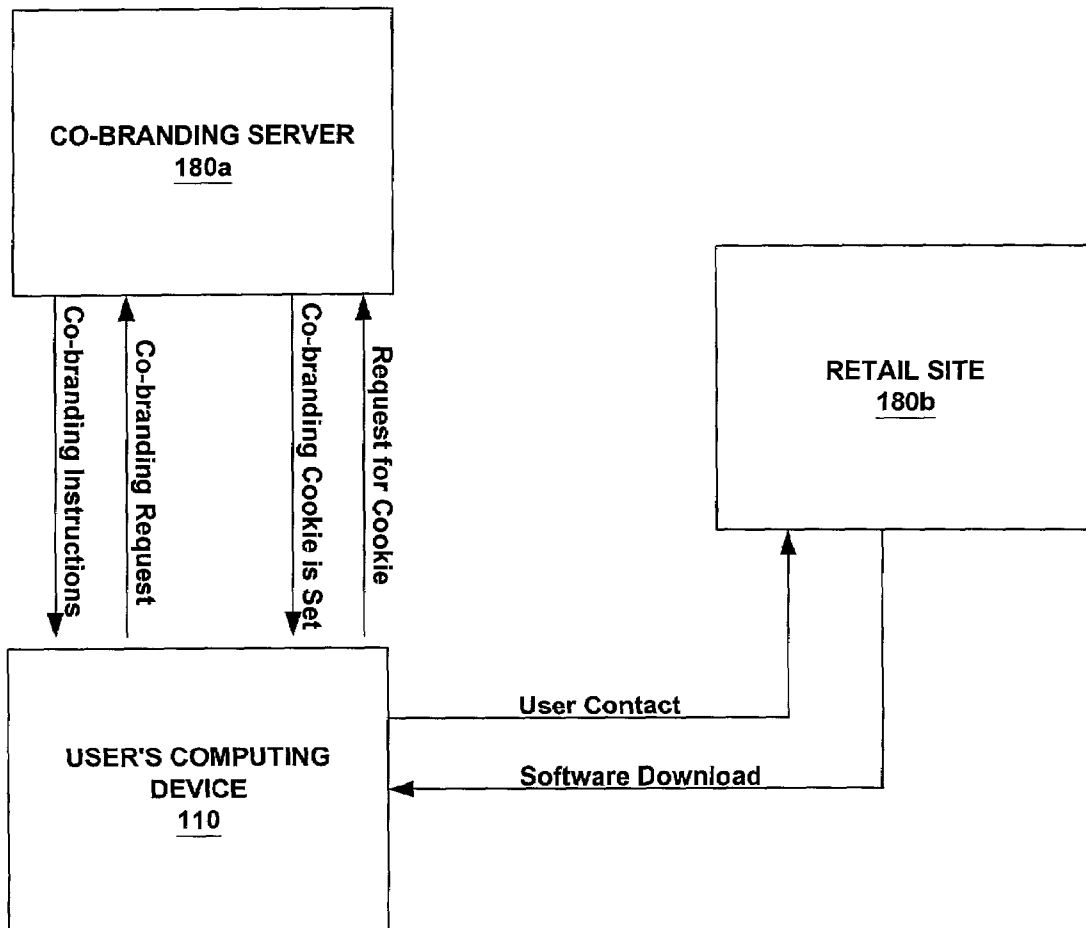 CO-BRANDING SERVER
180a
Co-branding Instructions
Co-branding Request
Co-branding Cookie is Set
Request for Cookie
RETAIL SITE
180b
User Contact
Software Download
USER'S COMPUTING
DEVICE
110